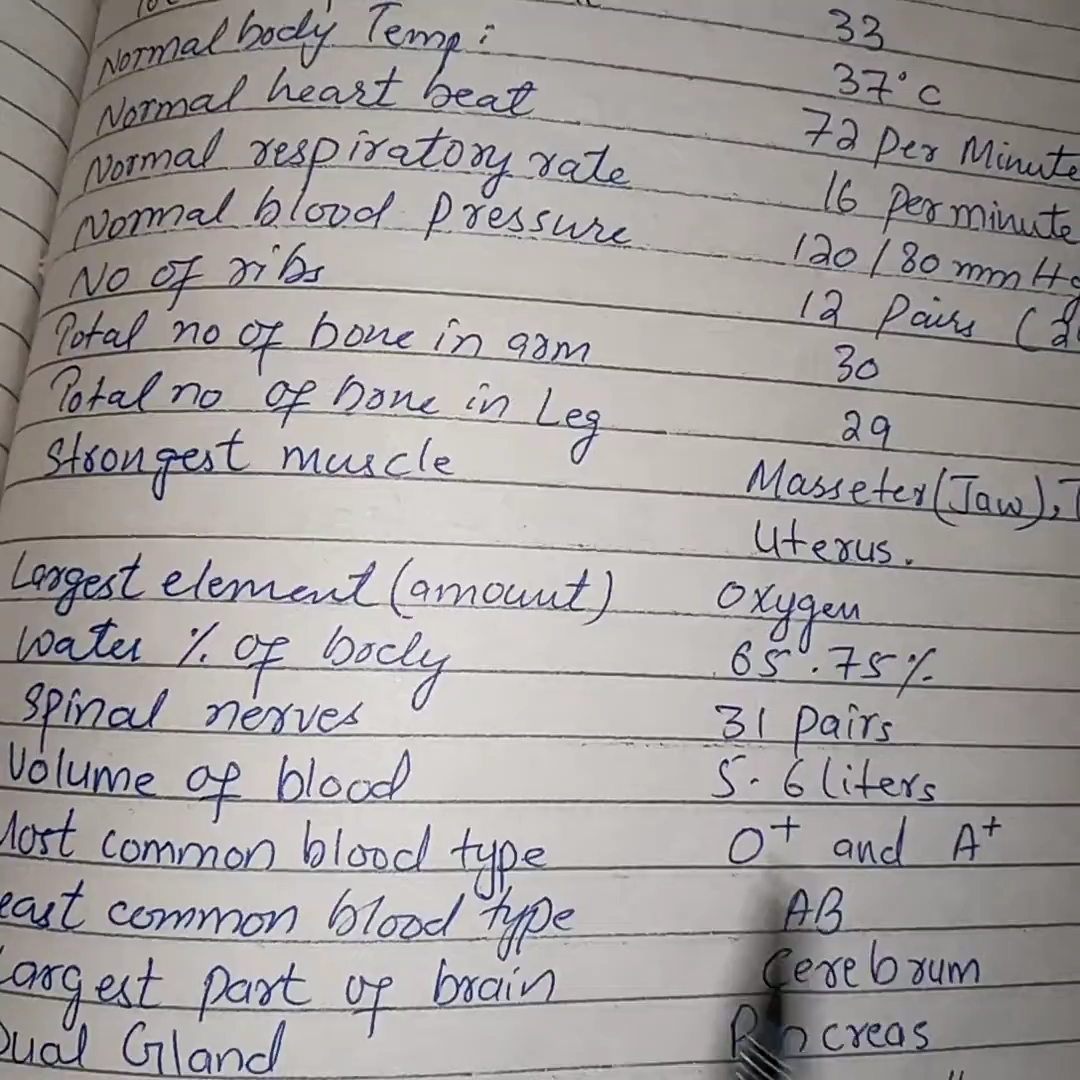 33
Normal body Temp: 37°C
Normal heart beat 72 Per Minute
Normal respiratory rate 16 per minute
Normal blood Pressure 120/80 mm Hg
No of ribs 12 Pairs (2
Total no of bone in arm 30
Total no of bone in Leg 29
Strongest muscle Masseter (Jaw),
Uterus.
Largest element (amount) Oxygen
Water % of body 65.75%
Spinal nerves 31 pairs
Volume of blood 5.6 liters
Most common blood type O+ and A+
east common blood type AB
Largest part of brain Cerebrum
Dual Gland Pancreas